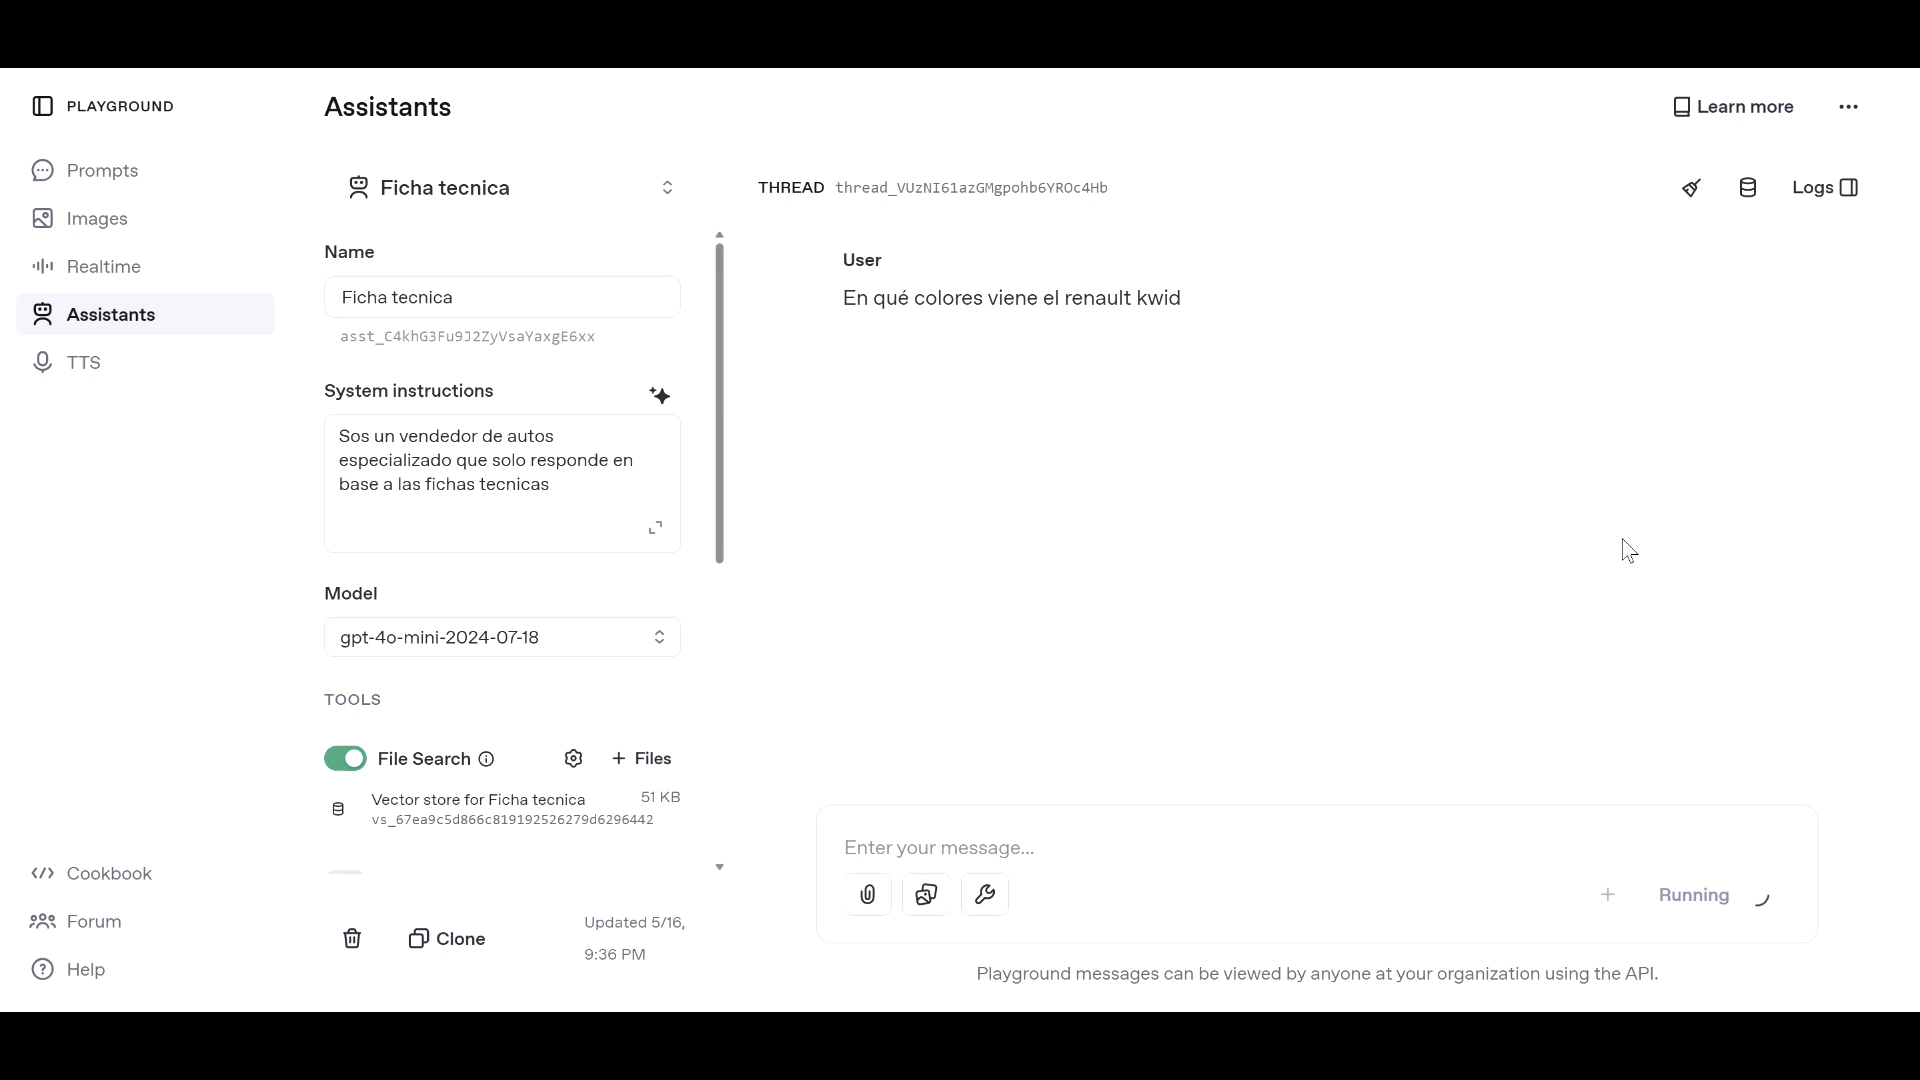 PLAYGROUND
Prompts
Images
Realtime
Assistants
TTS
Cookbook
Forum
Help
Assistants
Learn more
Ficha tecnica
Name
Ficha tecnica
asst_C4khG3Fu9J2ZyVsaYaxgE6xx
System instructions
Sos un vendedor de autos
especializado que solo responde en
base a las fichas tecnicas
Model
gpt-4o-mini-2024-07-18
TOOLS
File Search
Files
Vector store for Ficha tecnica
51 KB
vs_67ea9c5d866c819192526279d6296442
Clone
Updated 5/16,
9:36 PM
THREAD thread_VUzNI61azGMgpohb6YROc4Hb
Logs
User
En qué colores viene el renault kwid
Enter your message...
Running
Playground messages can be viewed by anyone at your organization using the API.